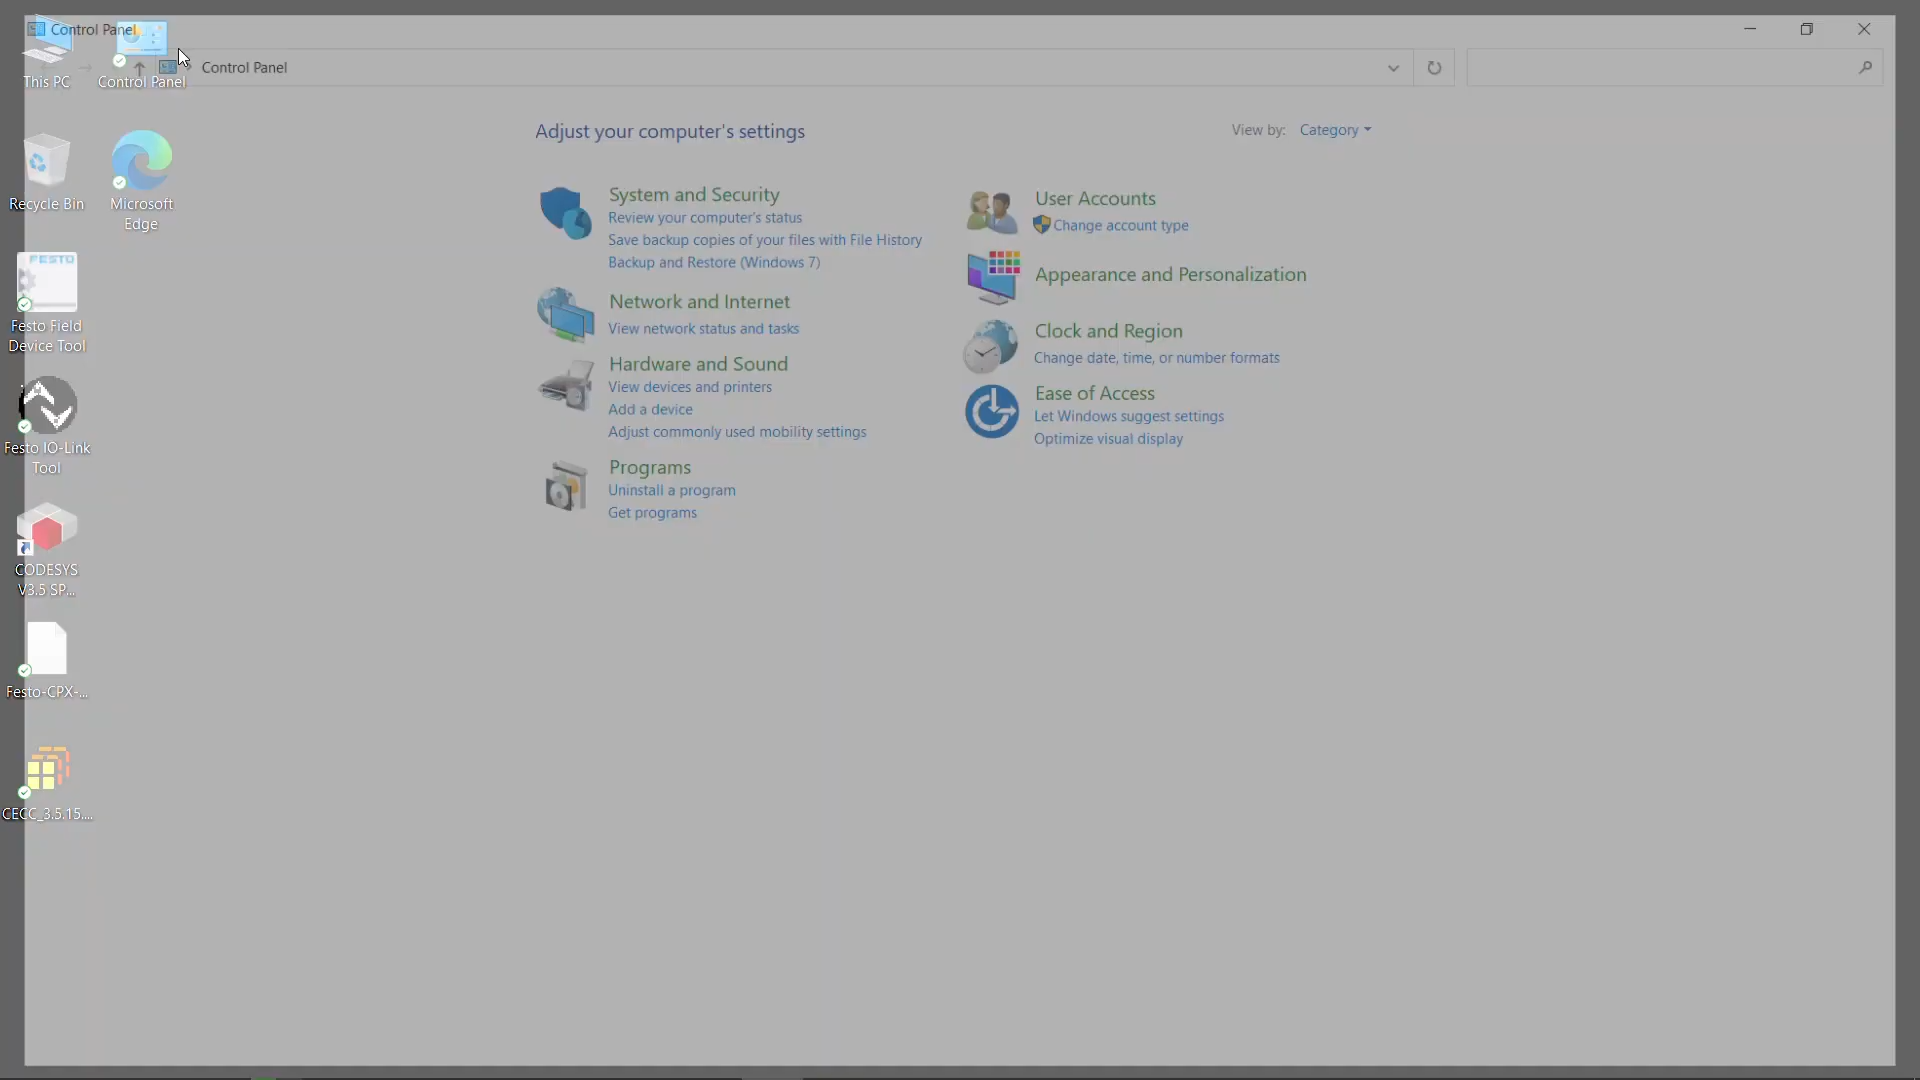 Control Panel
This PC
Control Panel
Control Panel
Recycle Bin
Microsoft
Edge
FESTO
Festo Field
Device Tool
Festo IO-Link
Tool
CODESYS
V3.5 SP...
Festo-CPX-...
CECC_3.5.15....
Adjust your computer's settings
View by: Category
System and Security
Review your computer's status
Save backup copies of your files with File History
Backup and Restore (Windows 7)
Network and Internet
View network status and tasks
Hardware and Sound
View devices and printers
Add a device
Adjust commonly used mobility settings
Programs
Uninstall a program
Get programs
User Accounts
Change account type
Appearance and Personalization
Clock and Region
Change date, time, or number formats
Ease of Access
Let Windows suggest settings
Optimize visual display